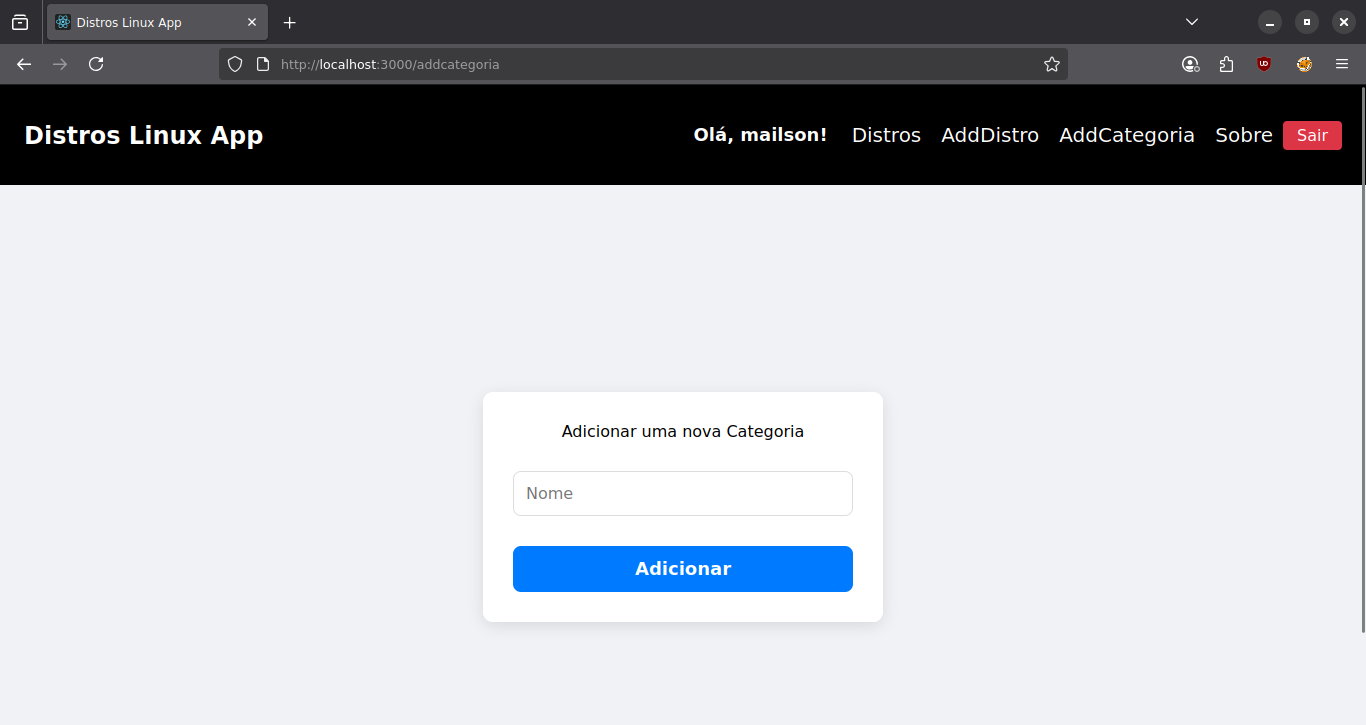 Distros Linux App
http://localhost:3000/addcategoria
Distros Linux App
Olá, mailson! Distros AddDistro AddCategoria Sobre Sair
Adicionar uma nova Categoria
Nome
Adicionar